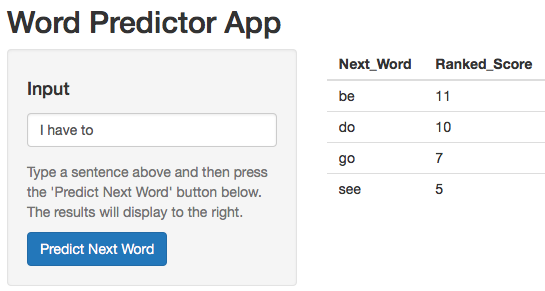 Word Predictor App
Input
I have to
Type a sentence above and then press
the 'Predict Next Word' button below.
The results will display to the right.
Predict Next Word
Next_Word Ranked_Score
be 11
do 10
go 7
see 5